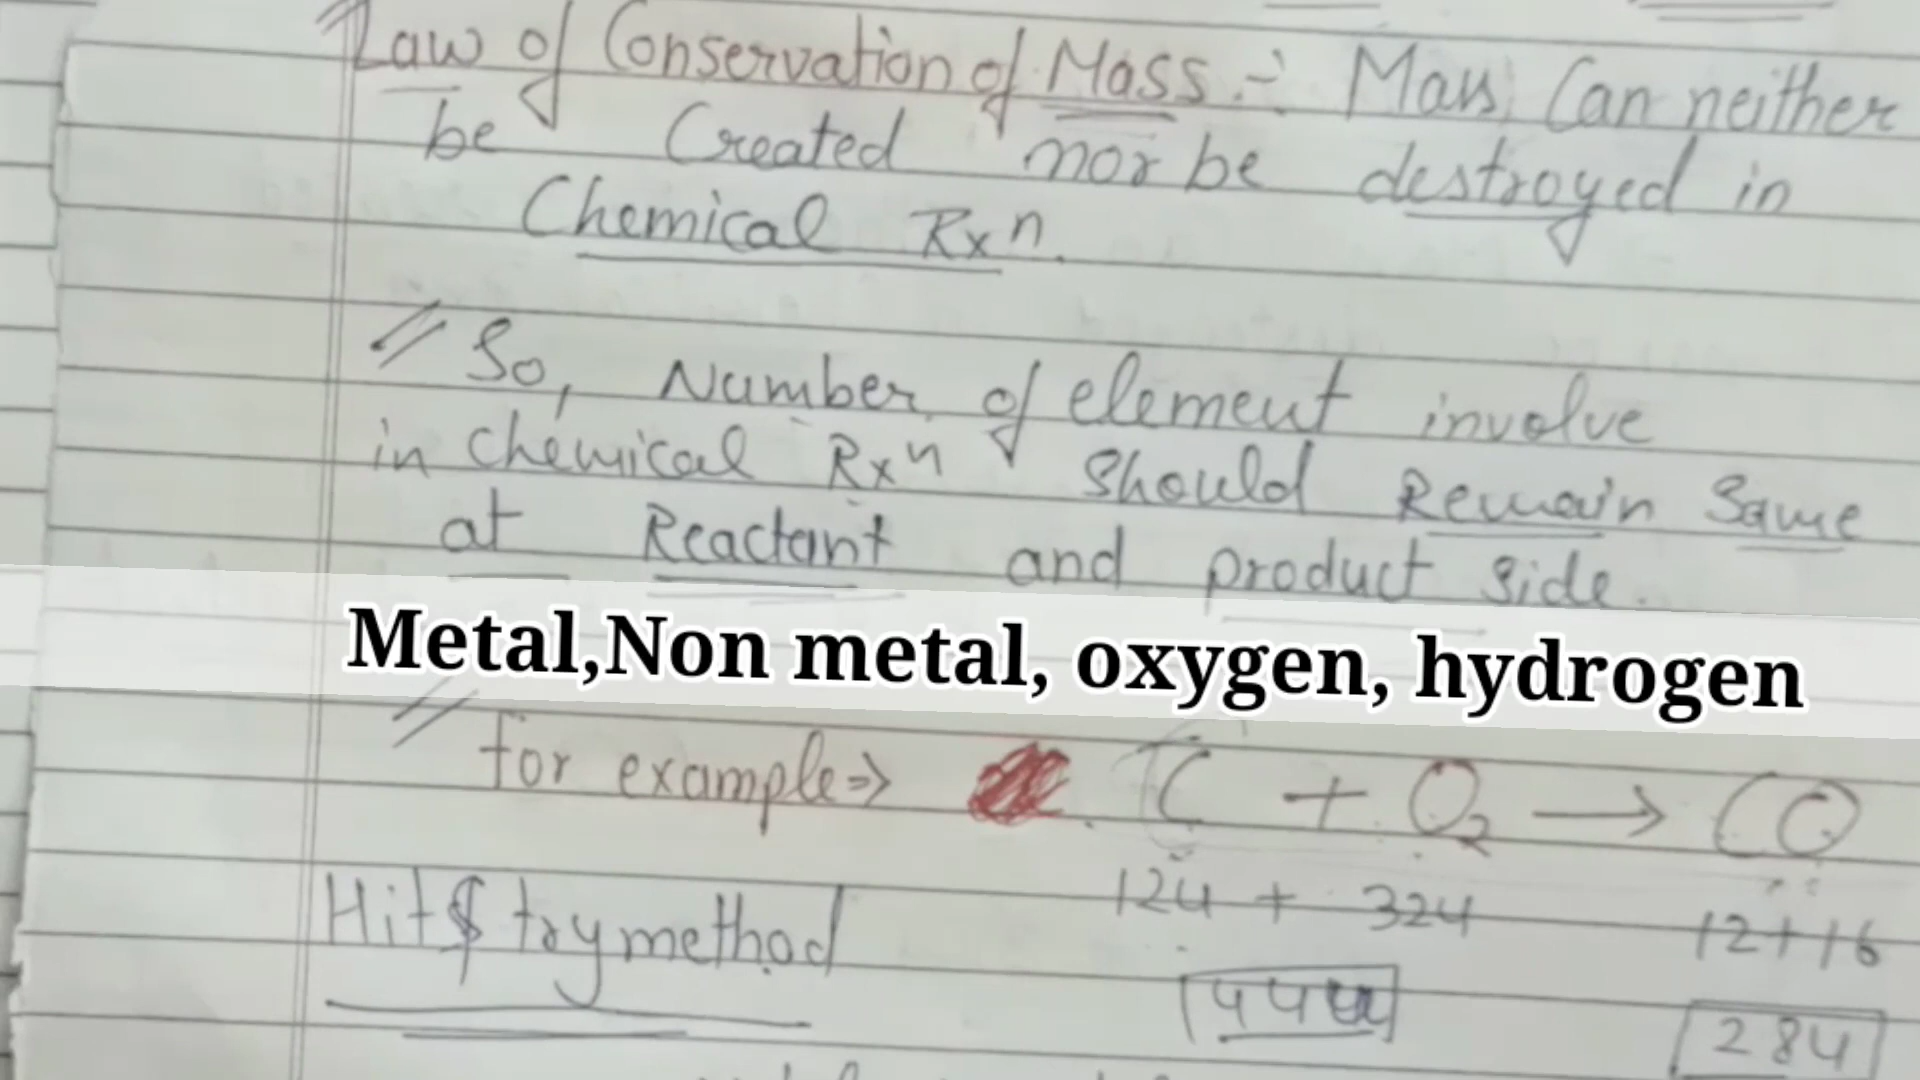 Law of Conservation of Mass :- Mass Can neither
be Created nor be destroyed in
Chemical Rxn.
// So, Number of element involve
in chemical Rxn Should Remain Same
at Reactant and product side.
Metal,Non metal, oxygen, hydrogen
// for example => C + O2 → CO
12u + 32u 12+16
Hit & try method
44u 28u